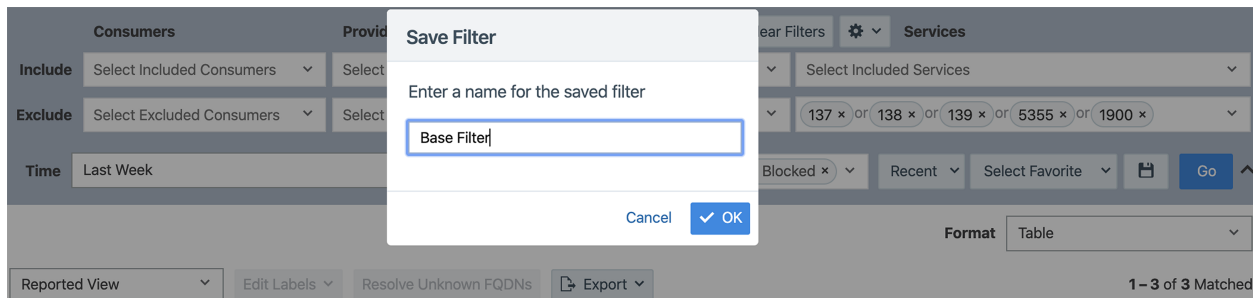 Consumers Provid ear Filters Services
Save Filter
Include Select Included Consumers Select Select Included Services
Enter a name for the saved filter
Exclude Select Excluded Consumers Select 137 × or 138 × or 139 × or 5355 × or 1900 ×
Base Filter
Time Last Week Blocked × Recent Select Favorite Go
Cancel OK
Format Table
Reported View Edit Labels Resolve Unknown FQDNs Export 1 – 3 of 3 Matched